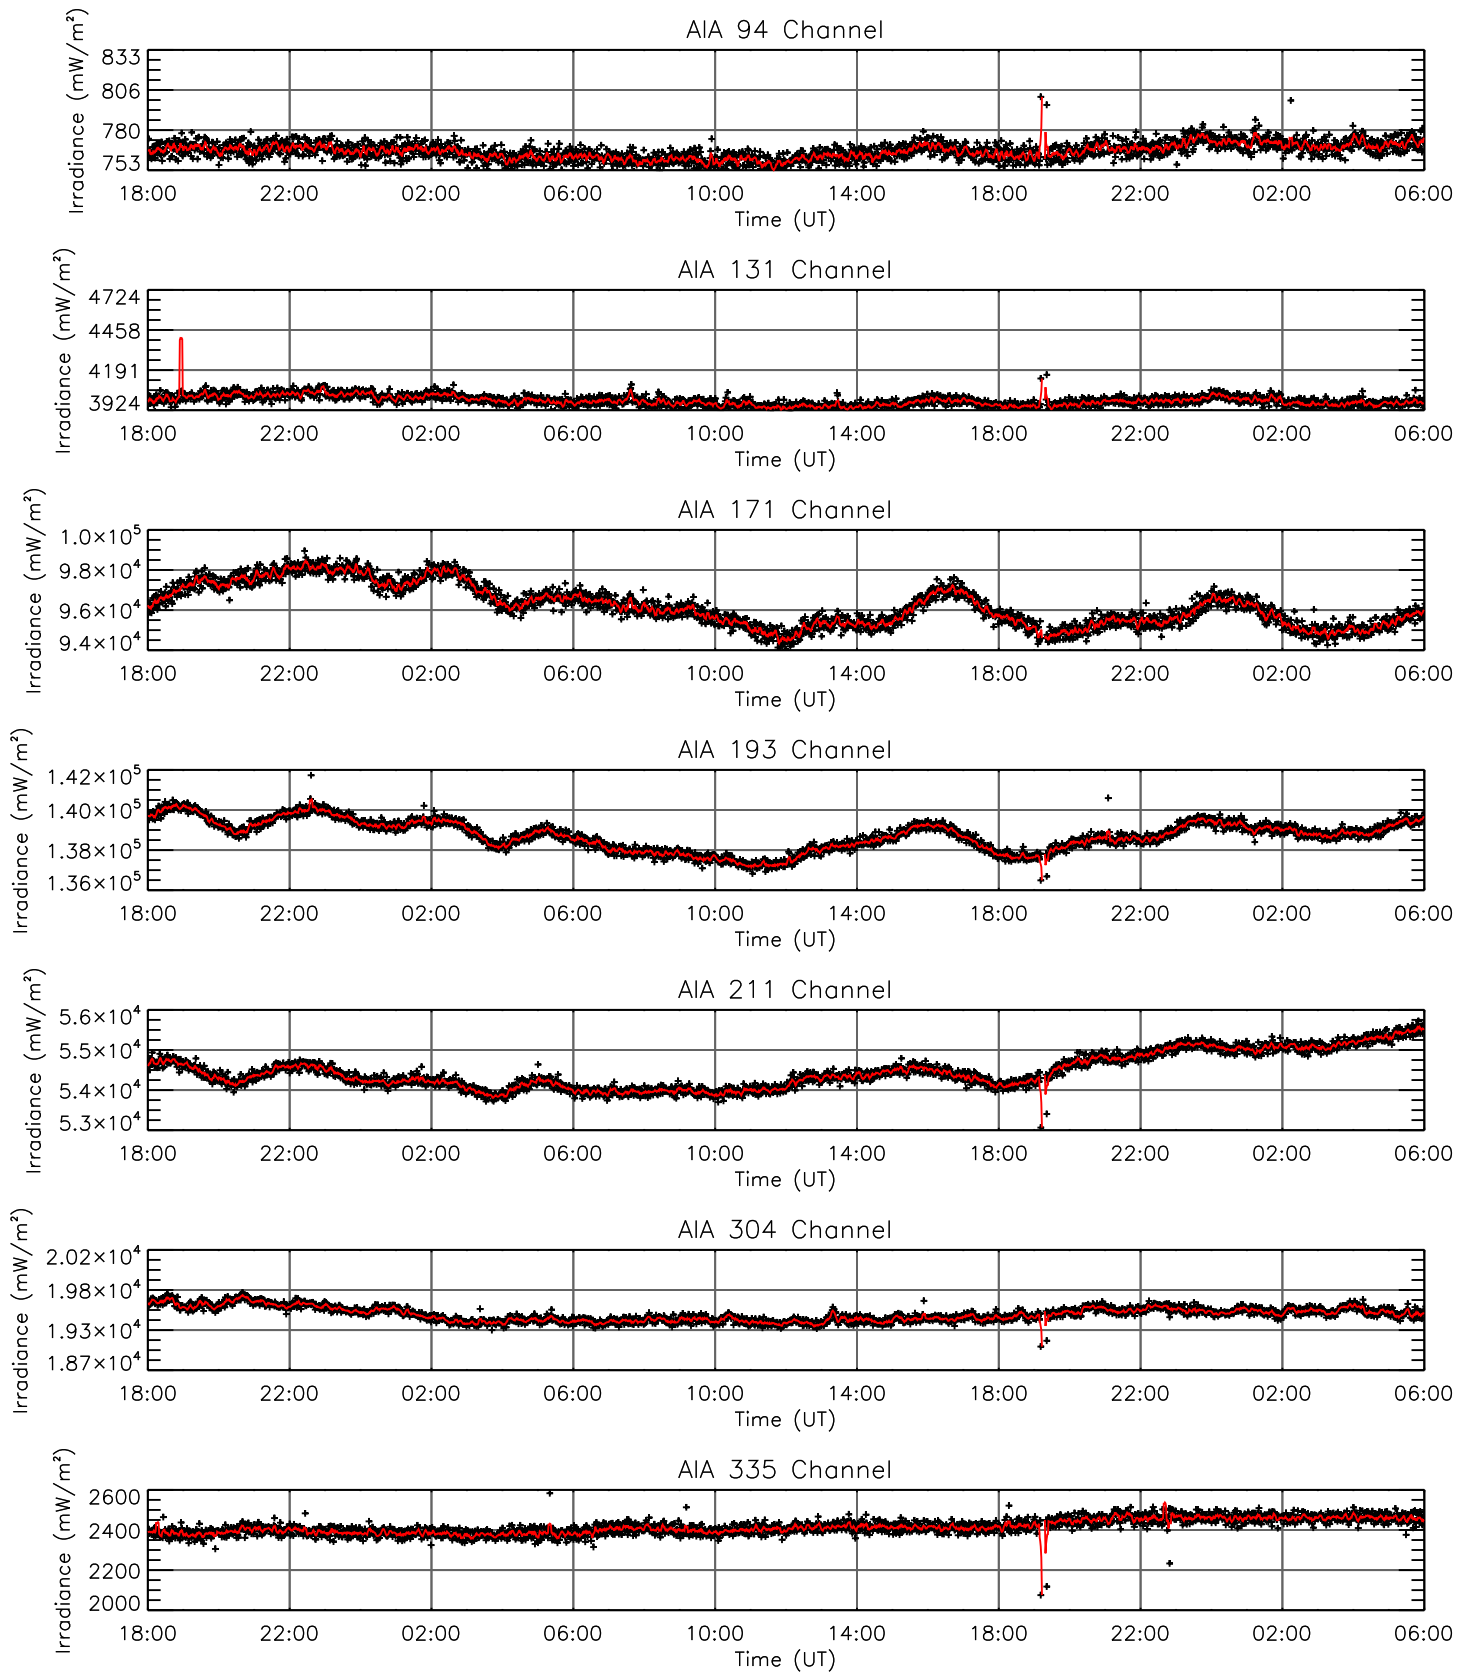 AIA 94 Channel
Irradiance (mW/m²)
833
806
780
753
18:00 22:00 02:00 06:00 10:00 14:00 18:00 22:00 02:00 06:00
Time (UT)
AIA 131 Channel
Irradiance (mW/m²)
4724
4458
4191
3924
18:00 22:00 02:00 06:00 10:00 14:00 18:00 22:00 02:00 06:00
Time (UT)
AIA 171 Channel
Irradiance (mW/m²)
1.0×10⁵
9.8×10⁴
9.6×10⁴
9.4×10⁴
18:00 22:00 02:00 06:00 10:00 14:00 18:00 22:00 02:00 06:00
Time (UT)
AIA 193 Channel
Irradiance (mW/m²)
1.42×10⁵
1.40×10⁵
1.38×10⁵
1.36×10⁵
18:00 22:00 02:00 06:00 10:00 14:00 18:00 22:00 02:00 06:00
Time (UT)
AIA 211 Channel
Irradiance (mW/m²)
5.6×10⁴
5.5×10⁴
5.4×10⁴
5.3×10⁴
18:00 22:00 02:00 06:00 10:00 14:00 18:00 22:00 02:00 06:00
Time (UT)
AIA 304 Channel
Irradiance (mW/m²)
2.02×10⁴
1.98×10⁴
1.93×10⁴
1.87×10⁴
18:00 22:00 02:00 06:00 10:00 14:00 18:00 22:00 02:00 06:00
Time (UT)
AIA 335 Channel
Irradiance (mW/m²)
2600
2400
2200
2000
18:00 22:00 02:00 06:00 10:00 14:00 18:00 22:00 02:00 06:00
Time (UT)